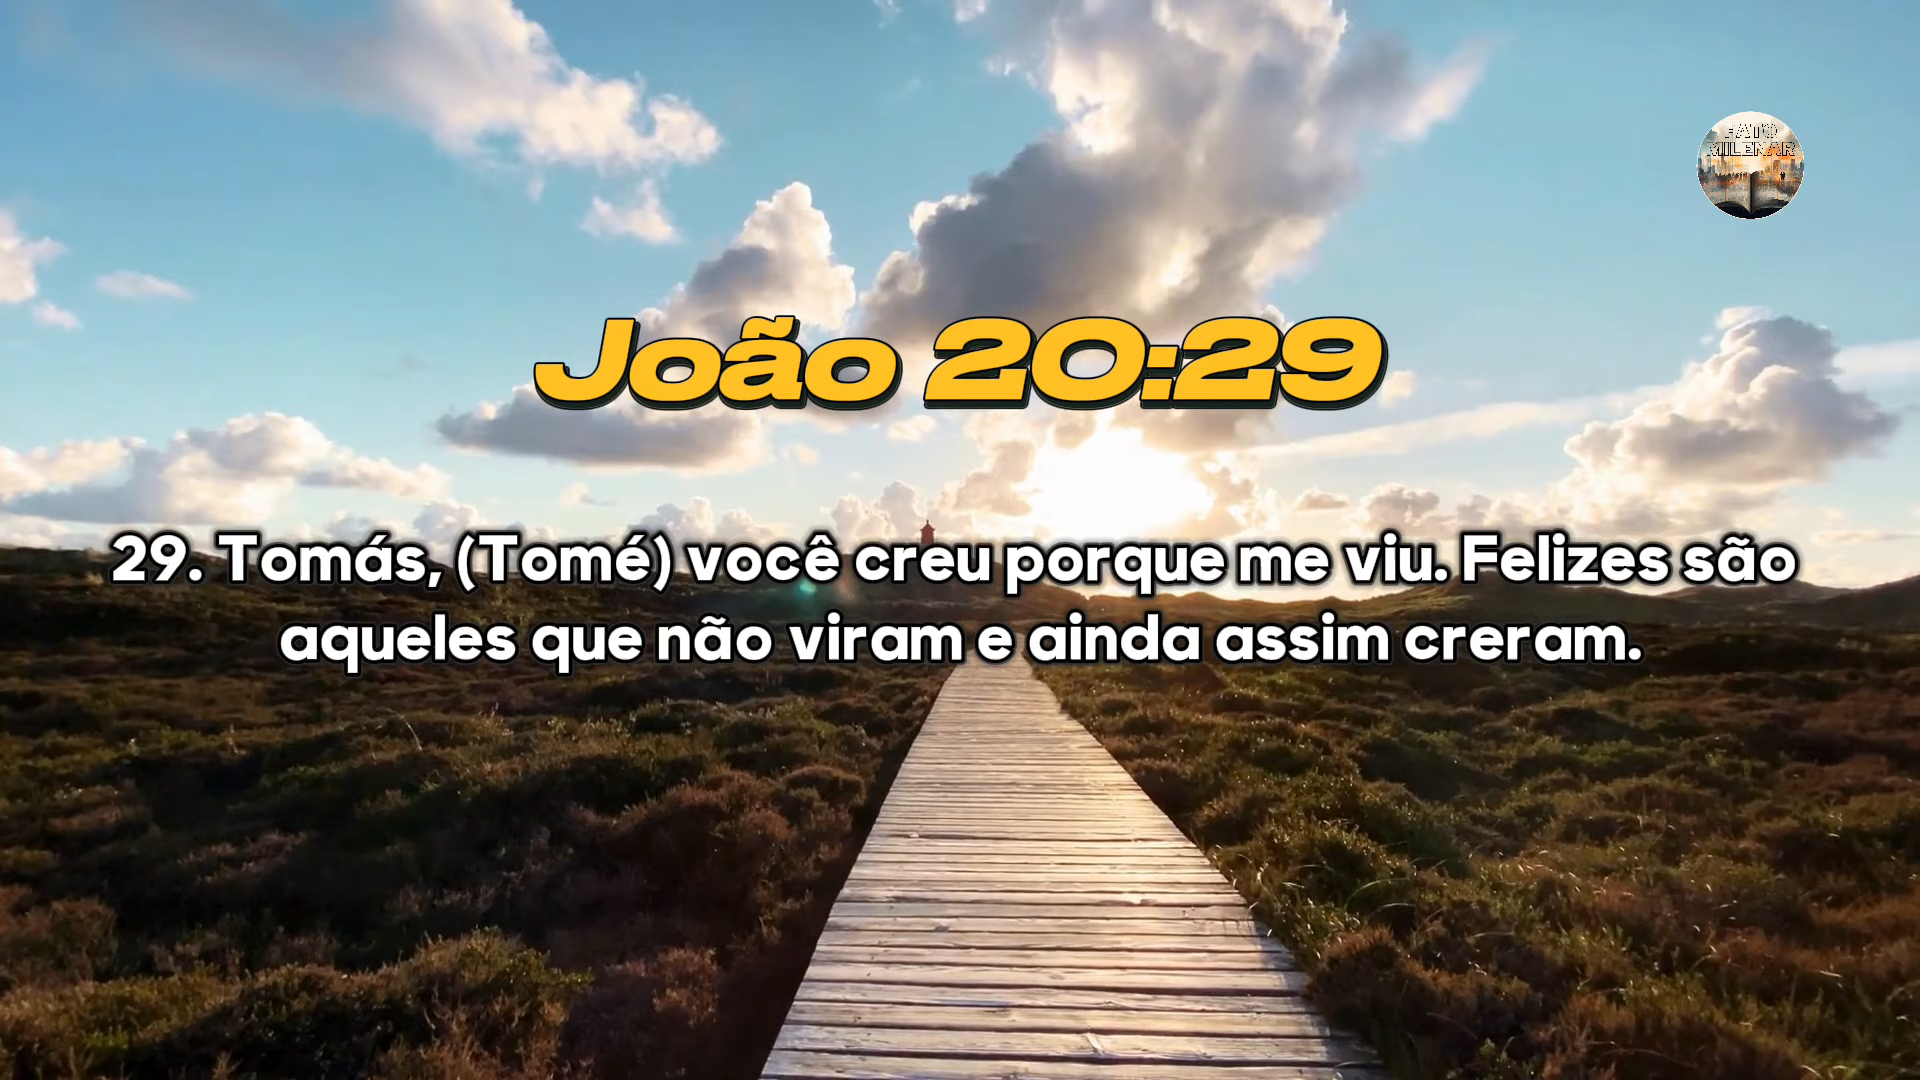 FATO
MILENAR
João 20:29
29. Tomás, (Tomé) você creu porque me viu. Felizes são
aqueles que não viram e ainda assim creram.